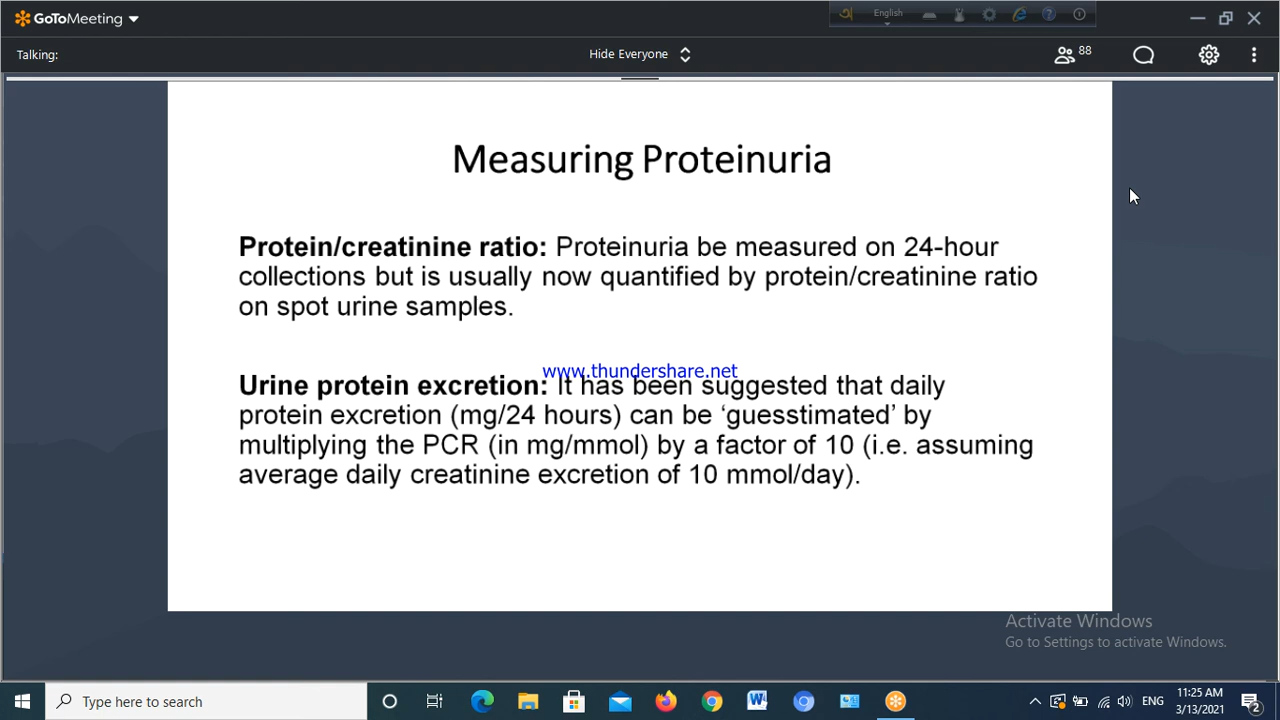 GoToMeeting
English
Talking:
Hide Everyone
88
Measuring Proteinuria
Protein/creatinine ratio: Proteinuria be measured on 24-hour
collections but is usually now quantified by protein/creatinine ratio
on spot urine samples.
www.thundershare.net
Urine protein excretion: It has been suggested that daily
protein excretion (mg/24 hours) can be ‘guesstimated’ by
multiplying the PCR (in mg/mmol) by a factor of 10 (i.e. assuming
average daily creatinine excretion of 10 mmol/day).
Activate Windows
Go to Settings to activate Windows.
Type here to search
ENG
11:25 AM
3/13/2021
2